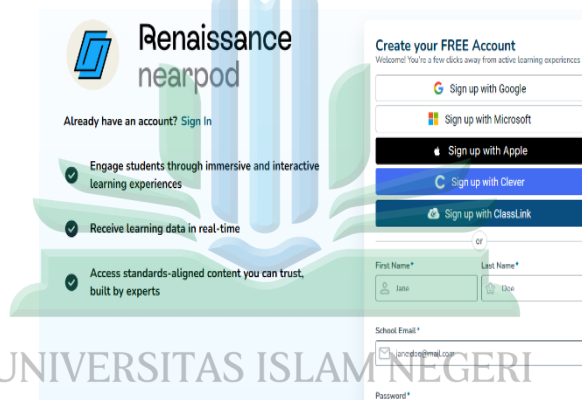 Renaissance
nearpod
Already have an account? Sign In
Engage students through immersive and interactive
learning experiences
Receive learning data in real-time
Access standards-aligned content you can trust,
built by experts
Create your FREE Account
Welcome! You're a few clicks away from active learning experiences
Sign up with Google
Sign up with Microsoft
Sign up with Apple
Sign up with Clever
Sign up with ClassLink
or
First Name* Last Name*
Jane Doe
School Email*
jane.doe@mail.com
Password*
UNIVERSITAS ISLAM NEGERI